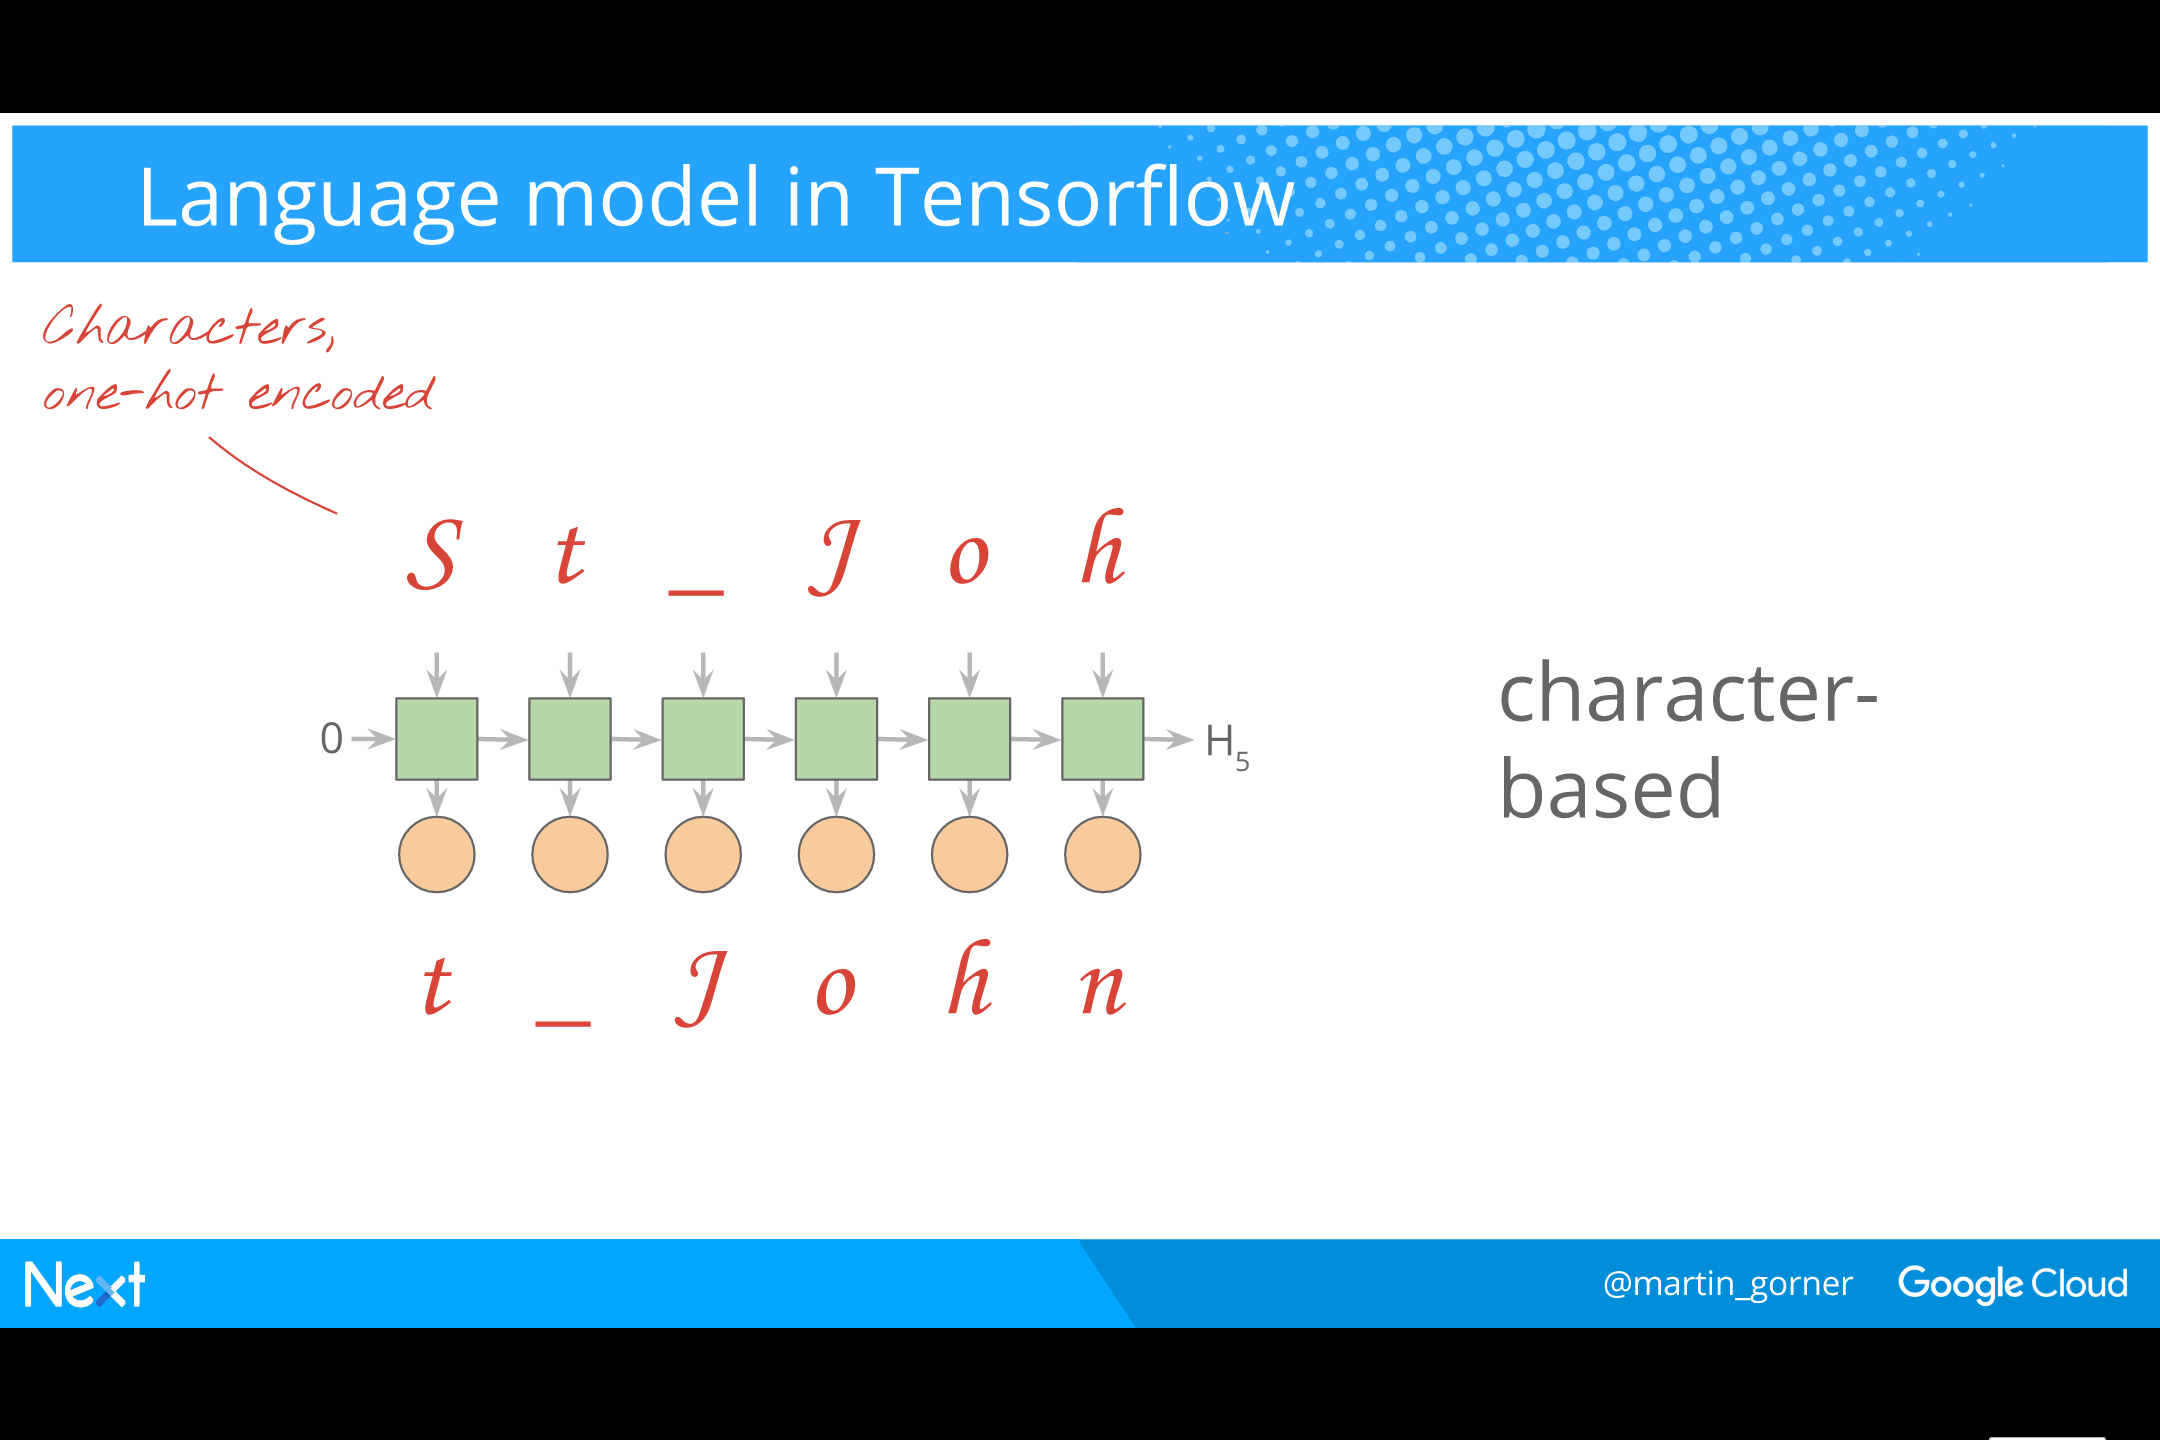 Language model in Tensorflow
Characters,
one-hot encoded
S t _ J o h
0 H5
character-
based
t _ J o h n
Next @martin_gorner Google Cloud